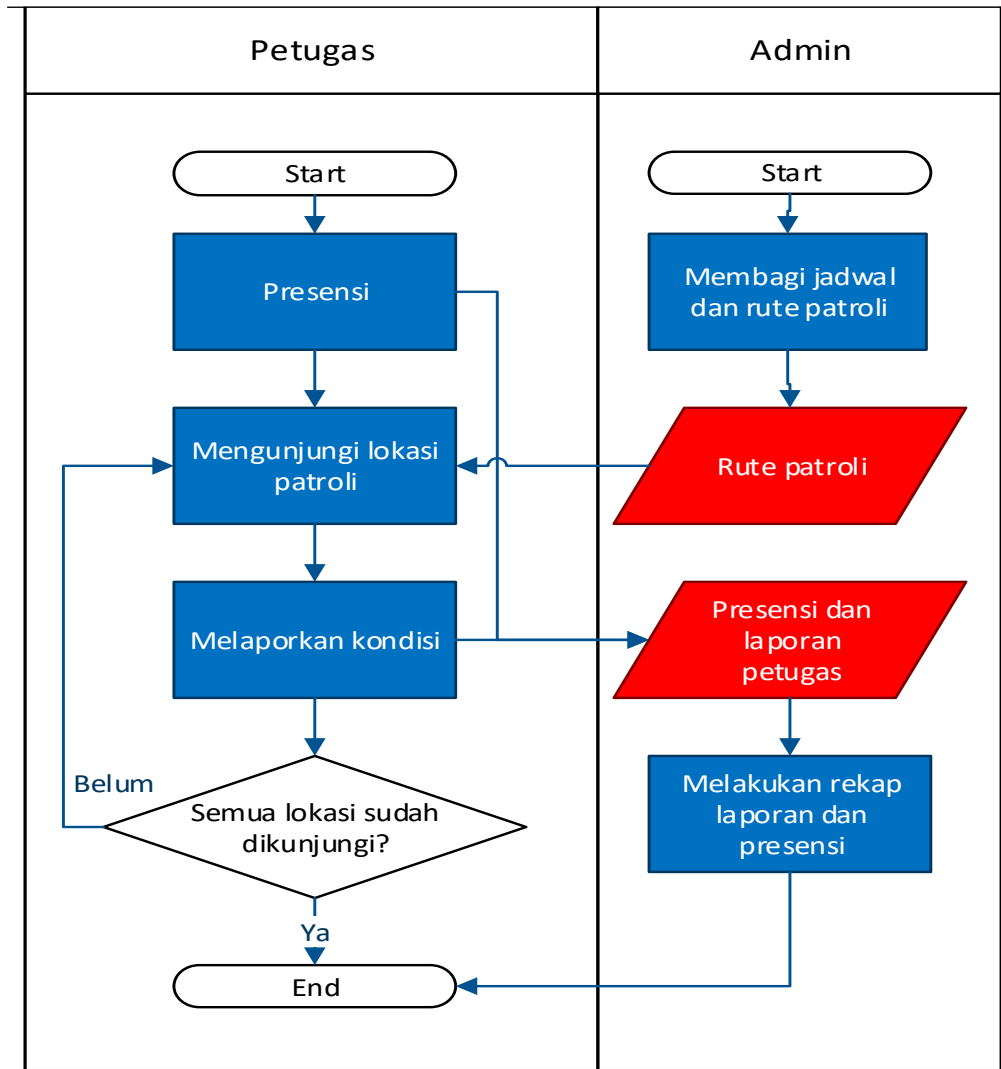 Petugas
Admin
Start
Start
Presensi
Membagi jadwal
dan rute patroli
Mengunjungi lokasi
patroli
Rute patroli
Melaporkan kondisi
Presensi dan
laporan
petugas
Belum
Semua lokasi sudah
dikunjungi?
Melakukan rekap
laporan dan
presensi
Ya
End